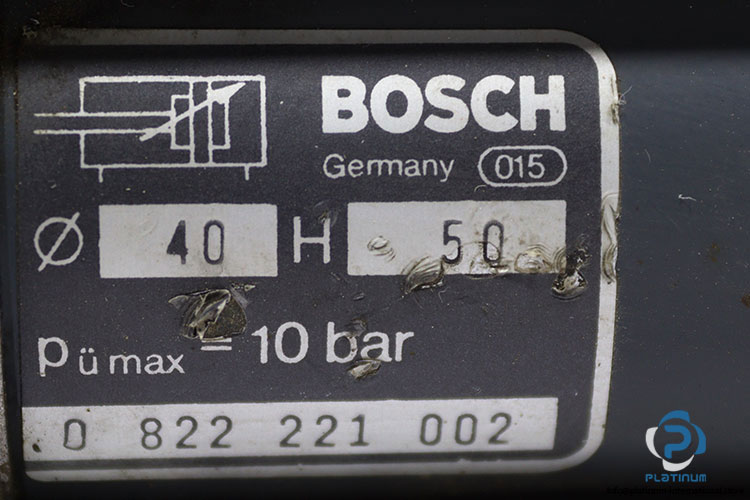 BOSCH
Germany 015
Ø 40 H 50
pü max = 10 bar
0 822 221 002
PLATINUM